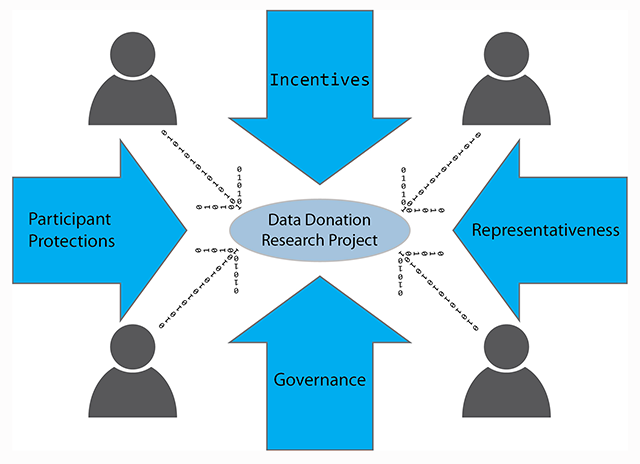 Incentives
Participant
Protections
Data Donation
Research Project
Representativeness
Governance